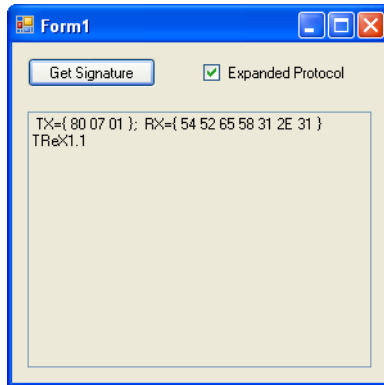 Form1
Get Signature
Expanded Protocol
TX={ 80 07 01 }; RX={ 54 52 65 58 31 2E 31 }
TReX1.1